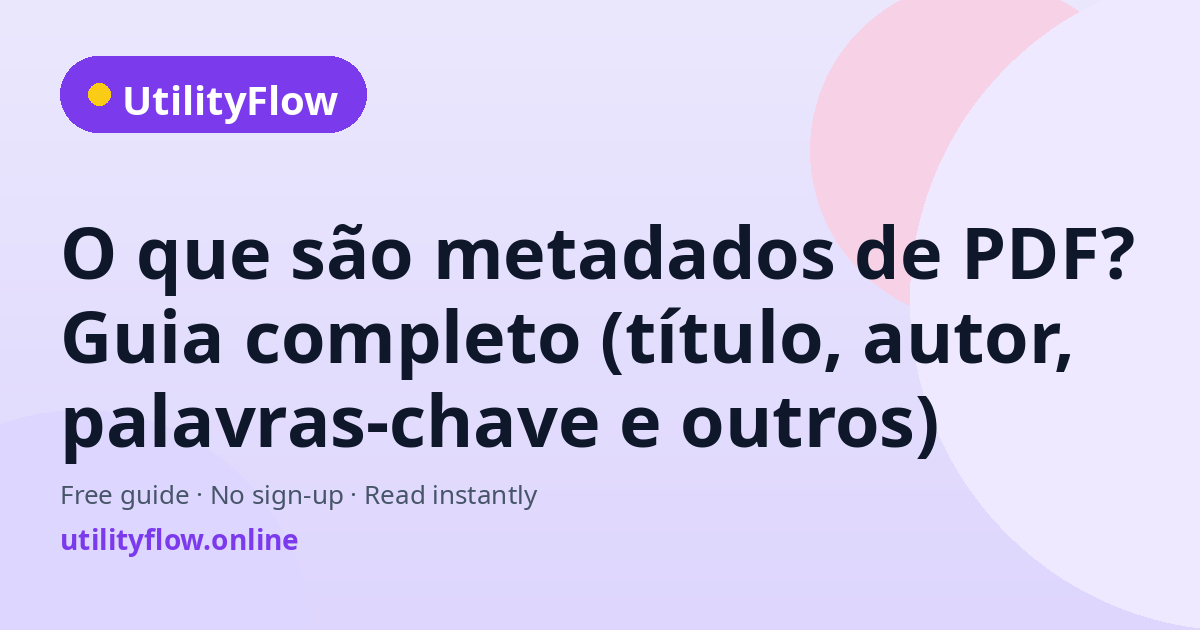 UtilityFlow
O que são metadados de PDF?
Guia completo (título, autor,
palavras-chave e outros)
Free guide · No sign-up · Read instantly
utilityflow.online